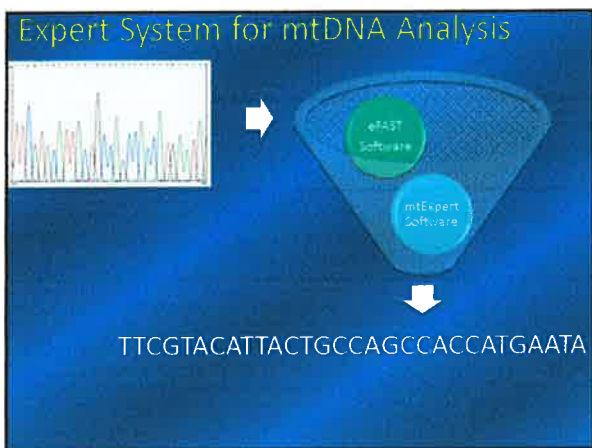 Expert System for mtDNA Analysis
eFAST
Software
mtExpert
Software
TTCGTACATTACTGCCAGCCACCATGAATA